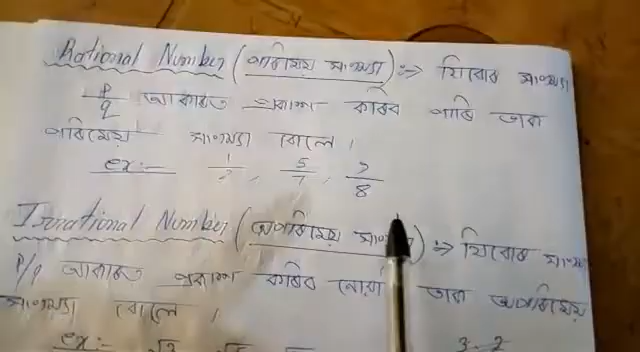 Rational Number (পৰিমেয় সংখ্যা) :⇒ যিবোৰ সংখ্যা
p/q আকাৰত প্ৰকাশ কৰিব পাৰি তাক
পৰিমেয় সংখ্যা বোলে।
ex:— 1/2, 5/7, 7/8
Irrational Number (অপৰিমেয় ) :⇒ যিবোৰ সংখ্যা
P/q আকাৰত প্ৰকাশ কৰিব নোৱাৰি তাক অপৰিমেয়
সংখ্যা বোলে।
ex:—